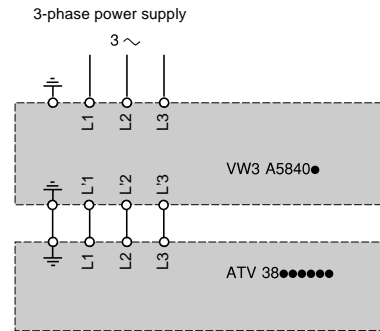 3-phase power supply
3 ~
L1 L2 L3
VW3 A5840●
L'1 L'2 L'3
L1 L2 L3
ATV 38●●●●●●